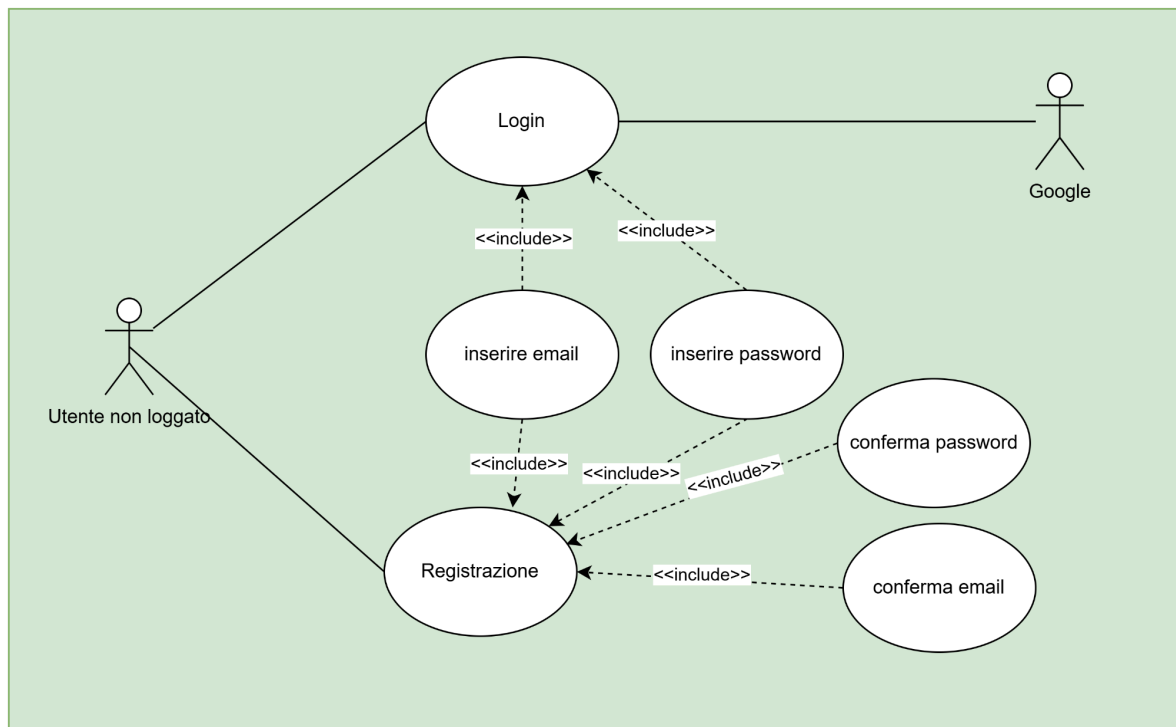 Login
Google
<<include>>
<<include>>
inserire email
inserire password
Utente non loggato
conferma password
<<include>>
<<include>>
<<include>>
Registrazione
<<include>>
conferma email